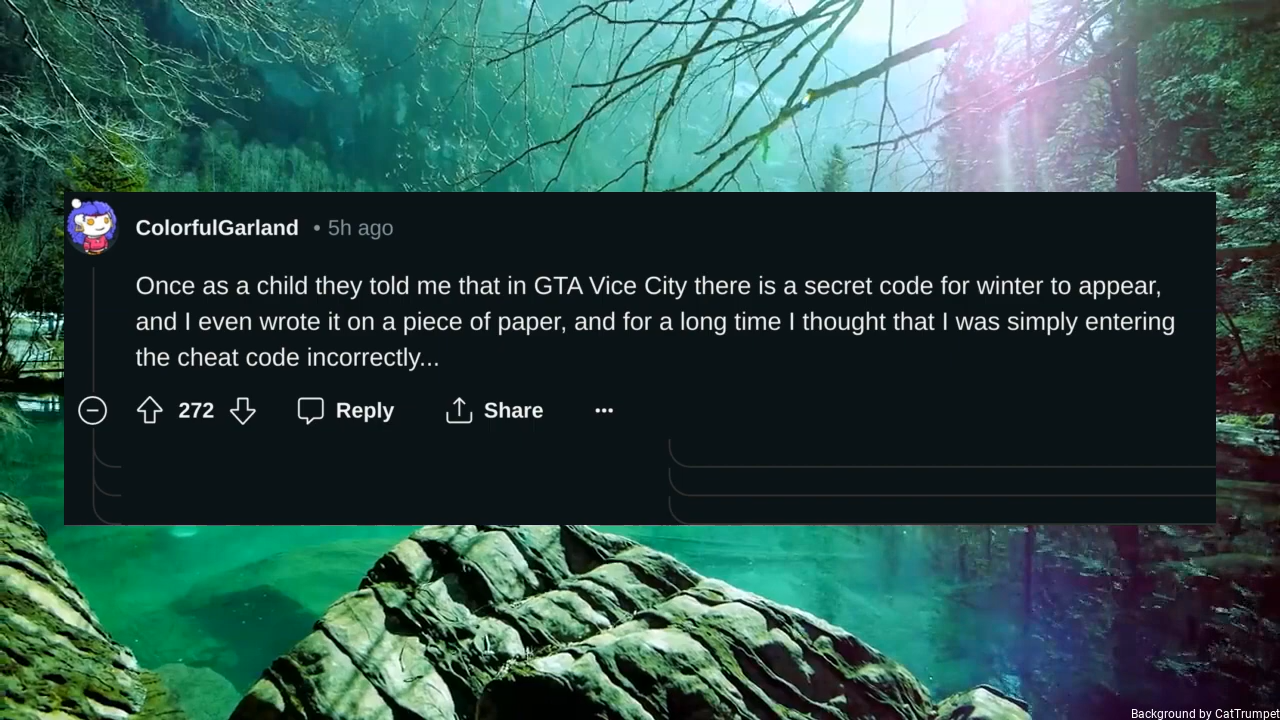 ColorfulGarland • 5h ago
Once as a child they told me that in GTA Vice City there is a secret code for winter to appear,
and I even wrote it on a piece of paper, and for a long time I thought that I was simply entering
the cheat code incorrectly...
272 Reply Share ...
Background by CatTrumpet